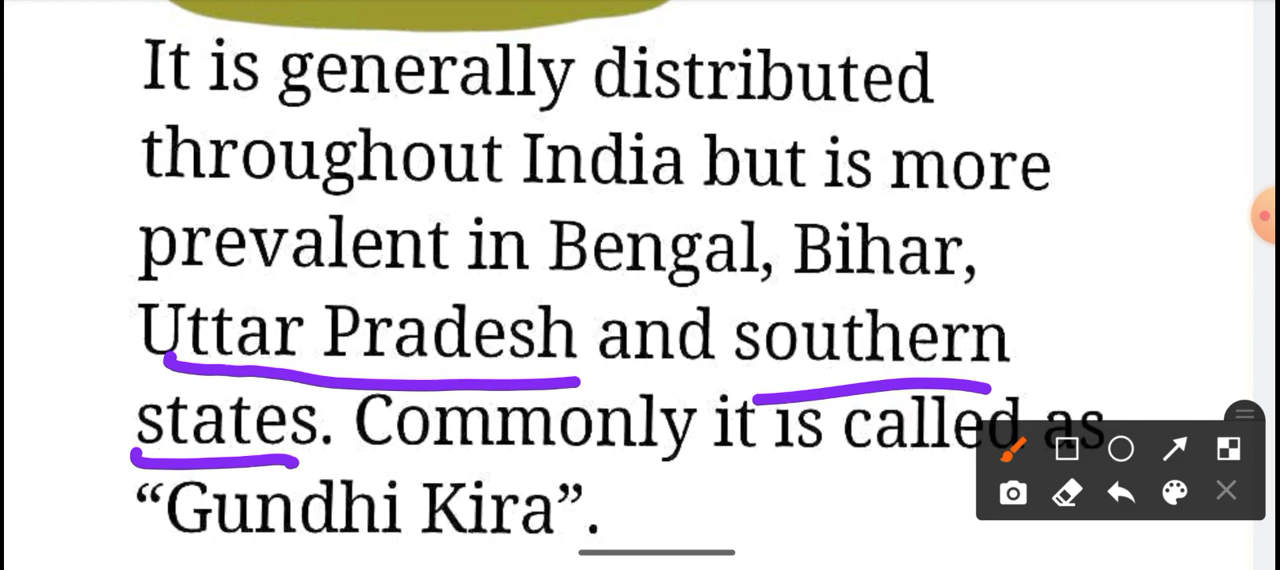 It is generally distributed
throughout India but is more
prevalent in Bengal, Bihar,
Uttar Pradesh and southern
states. Commonly it is called as
“Gundhi Kira”.